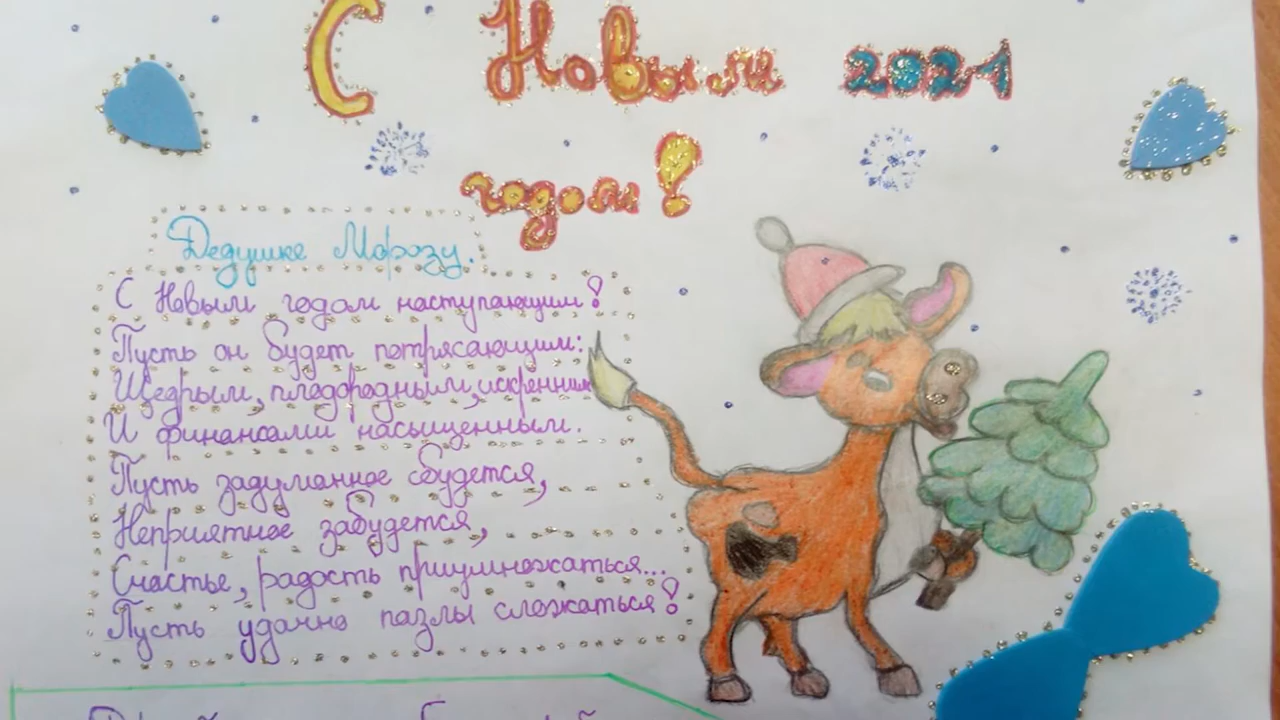 С Новым 2021
годом!
Дедушке Морозу.
С Новым годом наступающим!
Пусть он будет потрясающим:
Щедрым, плодородным, искренним
И финансами насыщенным.
Пусть задуманное сбудется,
Неприятное забудется,
Счастье, радость приумножаться...
Пусть удачно пазлы сложаться!